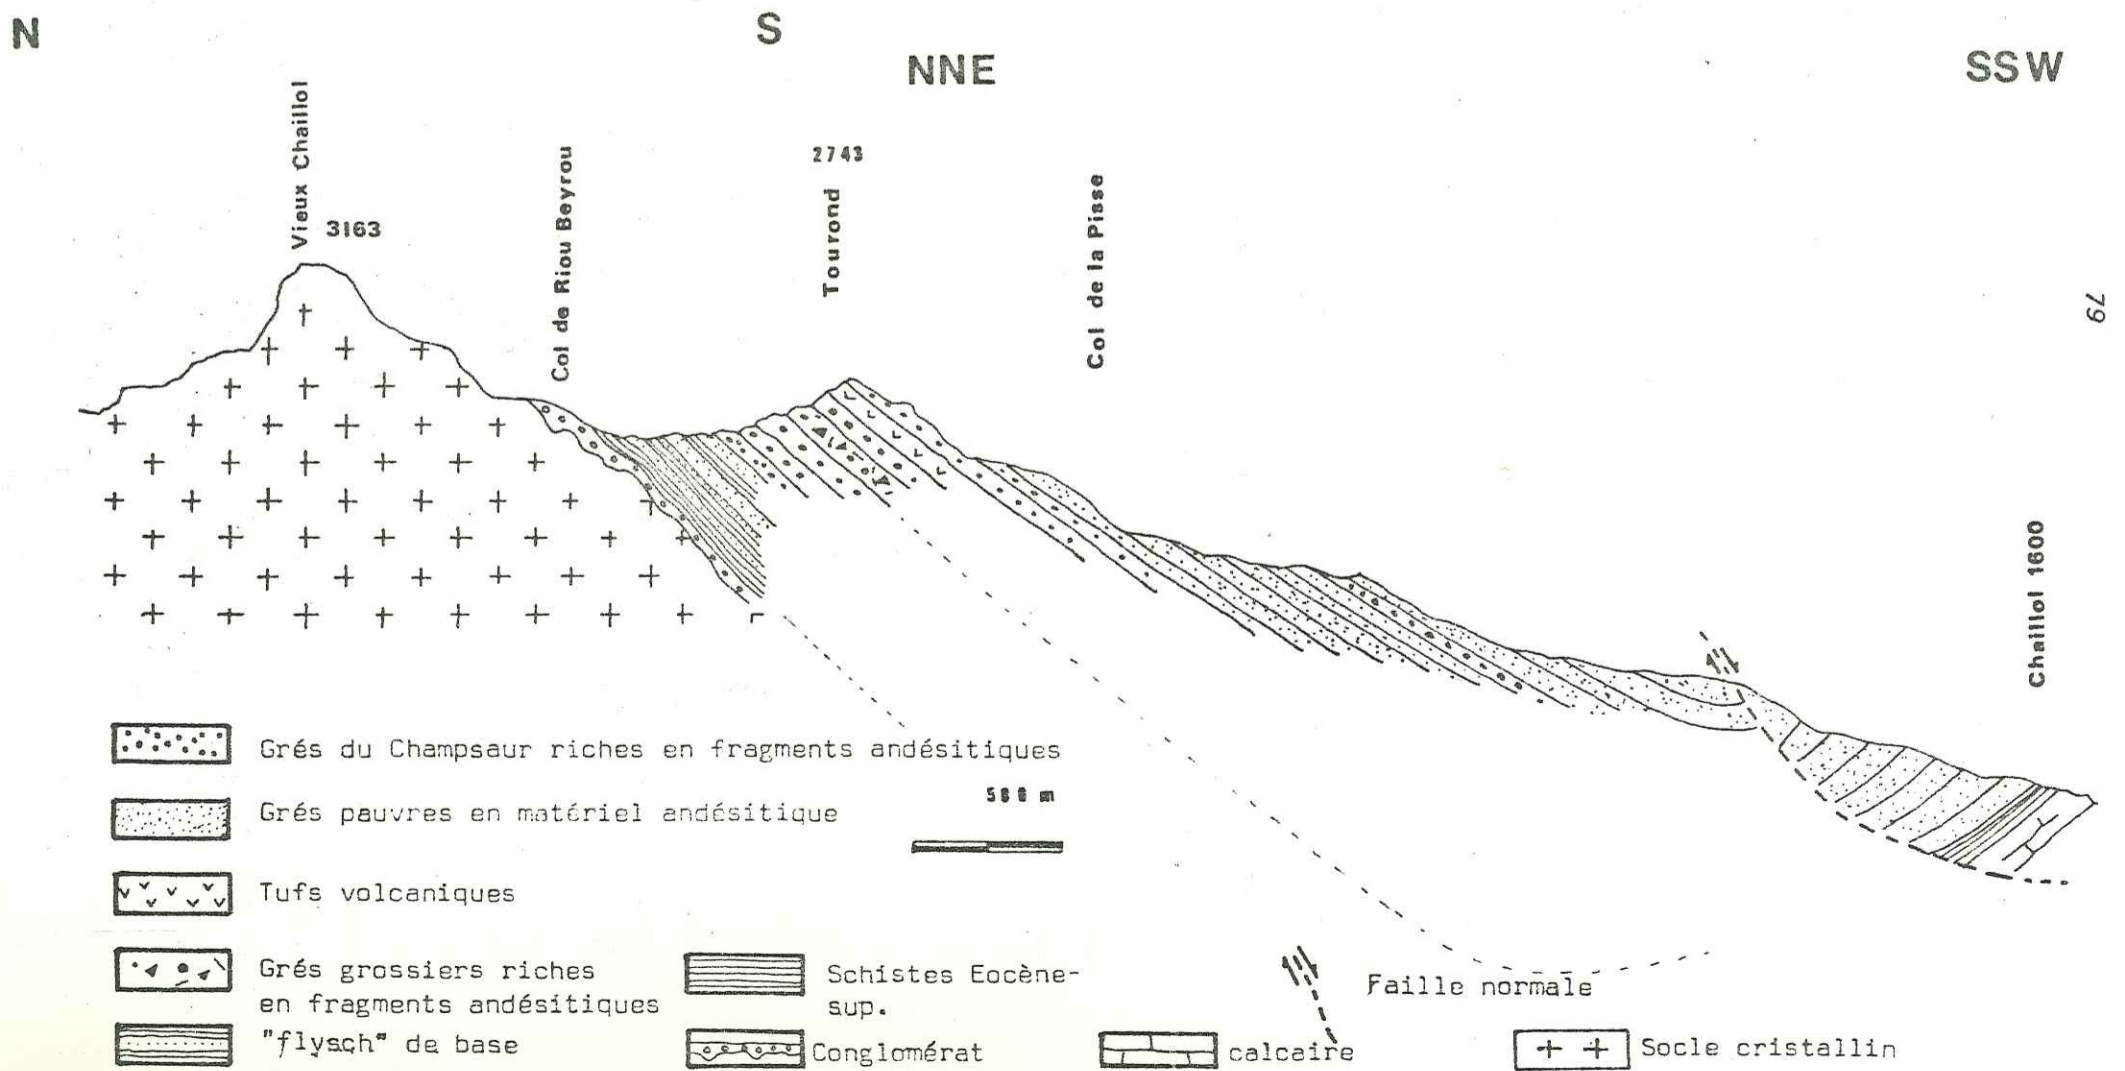 N
S
NNE
SSW
Vieux Chaillol
3163
Col de Riou Beyrou
2743
Tourond
Col de la Pisse
79
Chaillol 1600
Grés du Champsaur riches en fragments andésitiques
Grés pauvres en matériel andésitique
500 m
Tufs volcaniques
Grés grossiers riches
en fragments andésitiques
Schistes Eocène-
sup.
Faille normale
"flysch" de base
Conglomérat
calcaire
Socle cristallin